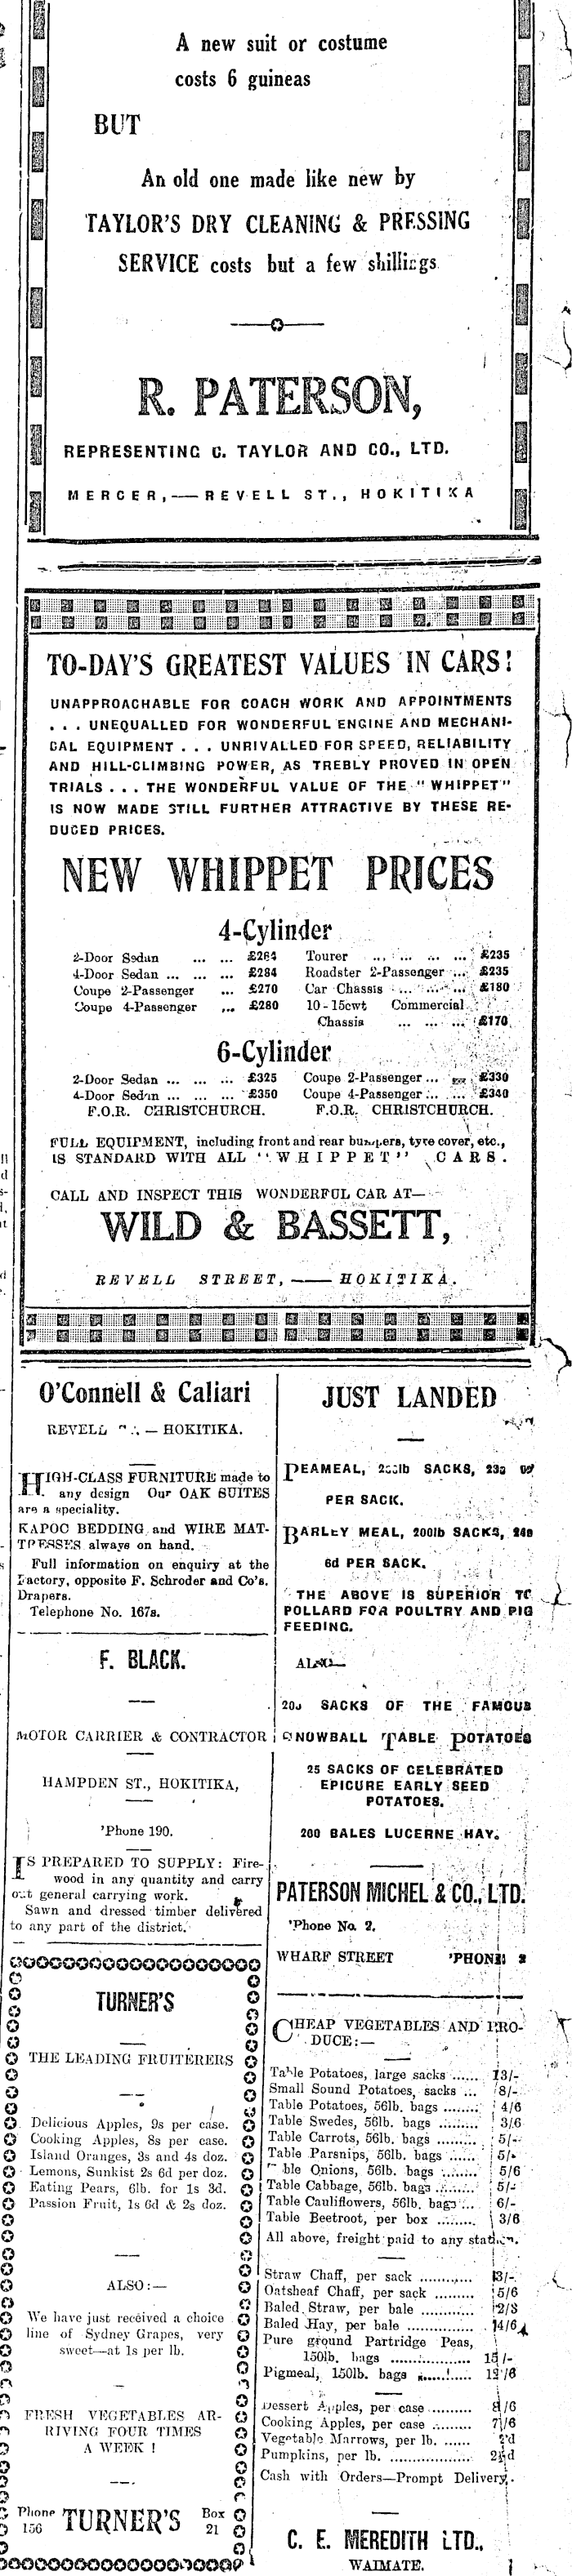 A new suit or costume
costs 6 guineas
BUT
An old one made like new by
TAYLOR'S DRY CLEANING & PRESSING
SERVICE costs but a few shillings
R. PATERSON,
REPRESENTING C. TAYLOR AND CO., LTD.
MERCER,— REVELL ST., HOKITIKA
TO-DAY'S GREATEST VALUES IN CARS!
UNAPPROACHABLE FOR COACH WORK AND APPOINTMENTS
. . . UNEQUALLED FOR WONDERFUL ENGINE AND MECHANI-
CAL EQUIPMENT . . . UNRIVALLED FOR SPEED, RELIABILITY
AND HILL-CLIMBING POWER, AS TREBLY PROVED IN OPEN
TRIALS . . . THE WONDERFUL VALUE OF THE "WHIPPET"
IS NOW MADE STILL FURTHER ATTRACTIVE BY THESE RE-
DUCED PRICES.
NEW WHIPPET PRICES
4-Cylinder
2-Door Sedan ... ... £264
4-Door Sedan ... ... ... £284
Coupe 2-Passenger ... £270
Coupe 4-Passenger ... £280
Tourer ... ... ... ... £235
Roadster 2-Passenger ... £235
Car Chassis ... ... ... £180
10-15cwt Commercial
Chassis ... ... ... £170
6-Cylinder
2-Door Sedan ... ... ... £325
4-Door Sedan ... ... ... £350
F.O.R. CHRISTCHURCH.
Coupe 2-Passenger ... ... £330
Coupe 4-Passenger ... ... £340
F.O.R. CHRISTCHURCH.
FULL EQUIPMENT, including front and rear bumpers, tyre cover, etc.,
IS STANDARD WITH ALL "WHIPPET" CARS.
CALL AND INSPECT THIS WONDERFUL CAR AT—
WILD & BASSETT,
REVELL STREET,—HOKITIKA.
O'Connell & Caliari
REVELL — HOKITIKA.
HIGH-CLASS FURNITURE made to
any design Our OAK SUITES
are a speciality.
KAPOC BEDDING and WIRE MAT-
TRESSES always on hand.
Full information on enquiry at the
Factory, opposite F. Schroder and Co's.
Drapers.
Telephone No. 167s.
F. BLACK.
MOTOR CARRIER & CONTRACTOR
HAMPDEN ST., HOKITIKA,
'Phone 190.
IS PREPARED TO SUPPLY: Fire-
wood in any quantity and carry
out general carrying work.
Sawn and dressed timber delivered
to any part of the district.
TURNER'S
THE LEADING FRUITERERS
Delicious Apples, 9s per case.
Cooking Apples, 8s per case.
Island Oranges, 3s and 4s doz.
Lemons, Sunkist 2s 6d per doz.
Eating Pears, 6lb. for 1s 3d.
Passion Fruit, 1s 6d & 2s doz.
ALSO:—
We have just received a choice
line of Sydney Grapes, very
sweet—at 1s per lb.
FRESH VEGETABLES AR-
RIVING FOUR TIMES
A WEEK!
Phone 156 TURNER'S Box 21
JUST LANDED
PEAMEAL, SACKS, 23s
PER SACK.
BARLEY MEAL, 200lb SACKS, 24s
6d PER SACK.
THE ABOVE IS SUPERIOR TO
POLLARD FOR POULTRY AND PIG
FEEDING.
ALSO—
200 SACKS OF THE FAMOUS
SNOWBALL TABLE POTATOES
25 SACKS OF CELEBRATED
EPICURE EARLY SEED
POTATOES.
200 BALES LUCERNE HAY.
PATERSON MICHEL & CO., LTD.
'Phone No. 2.
WHARF STREET 'PHONE 2
CHEAP VEGETABLES AND PRO-
DUCE:—
Table Potatoes, large sacks ...... 13/-
Small Sound Potatoes, sacks ... 8/-
Table Potatoes, 56lb. bags ........ 4/6
Table Swedes, 56lb. bags ......... 3/6
Table Carrots, 56lb. bags ......... 5/-
Table Parsnips, 56lb. bags ...... 5/-
Table Onions, 56lb. bags ........ 5/6
Table Cabbage, 56lb. bags ........ 5/-
Table Cauliflowers, 56lb. bags ... 6/-
Table Beetroot, per box ......... 3/6
All above, freight paid to any station.
Straw Chaff, per sack ........... 3/-
Oatsheaf Chaff, per sack ......... 5/6
Baled Straw, per bale ............ 2/3
Baled Hay, per bale ............... 4/6
Pure ground Partridge Peas,
150lb. bags ................ 15/-
Pigmeal, 150lb. bags ............ 12/6
Dessert Apples, per case ......... 8/6
Cooking Apples, per case ......... 7/6
Vegetable Marrows, per lb. ...... 2d
Pumpkins, per lb. .................. 2½d
Cash with Orders—Prompt Delivery.
C. E. MEREDITH LTD.,
WAIMATE.